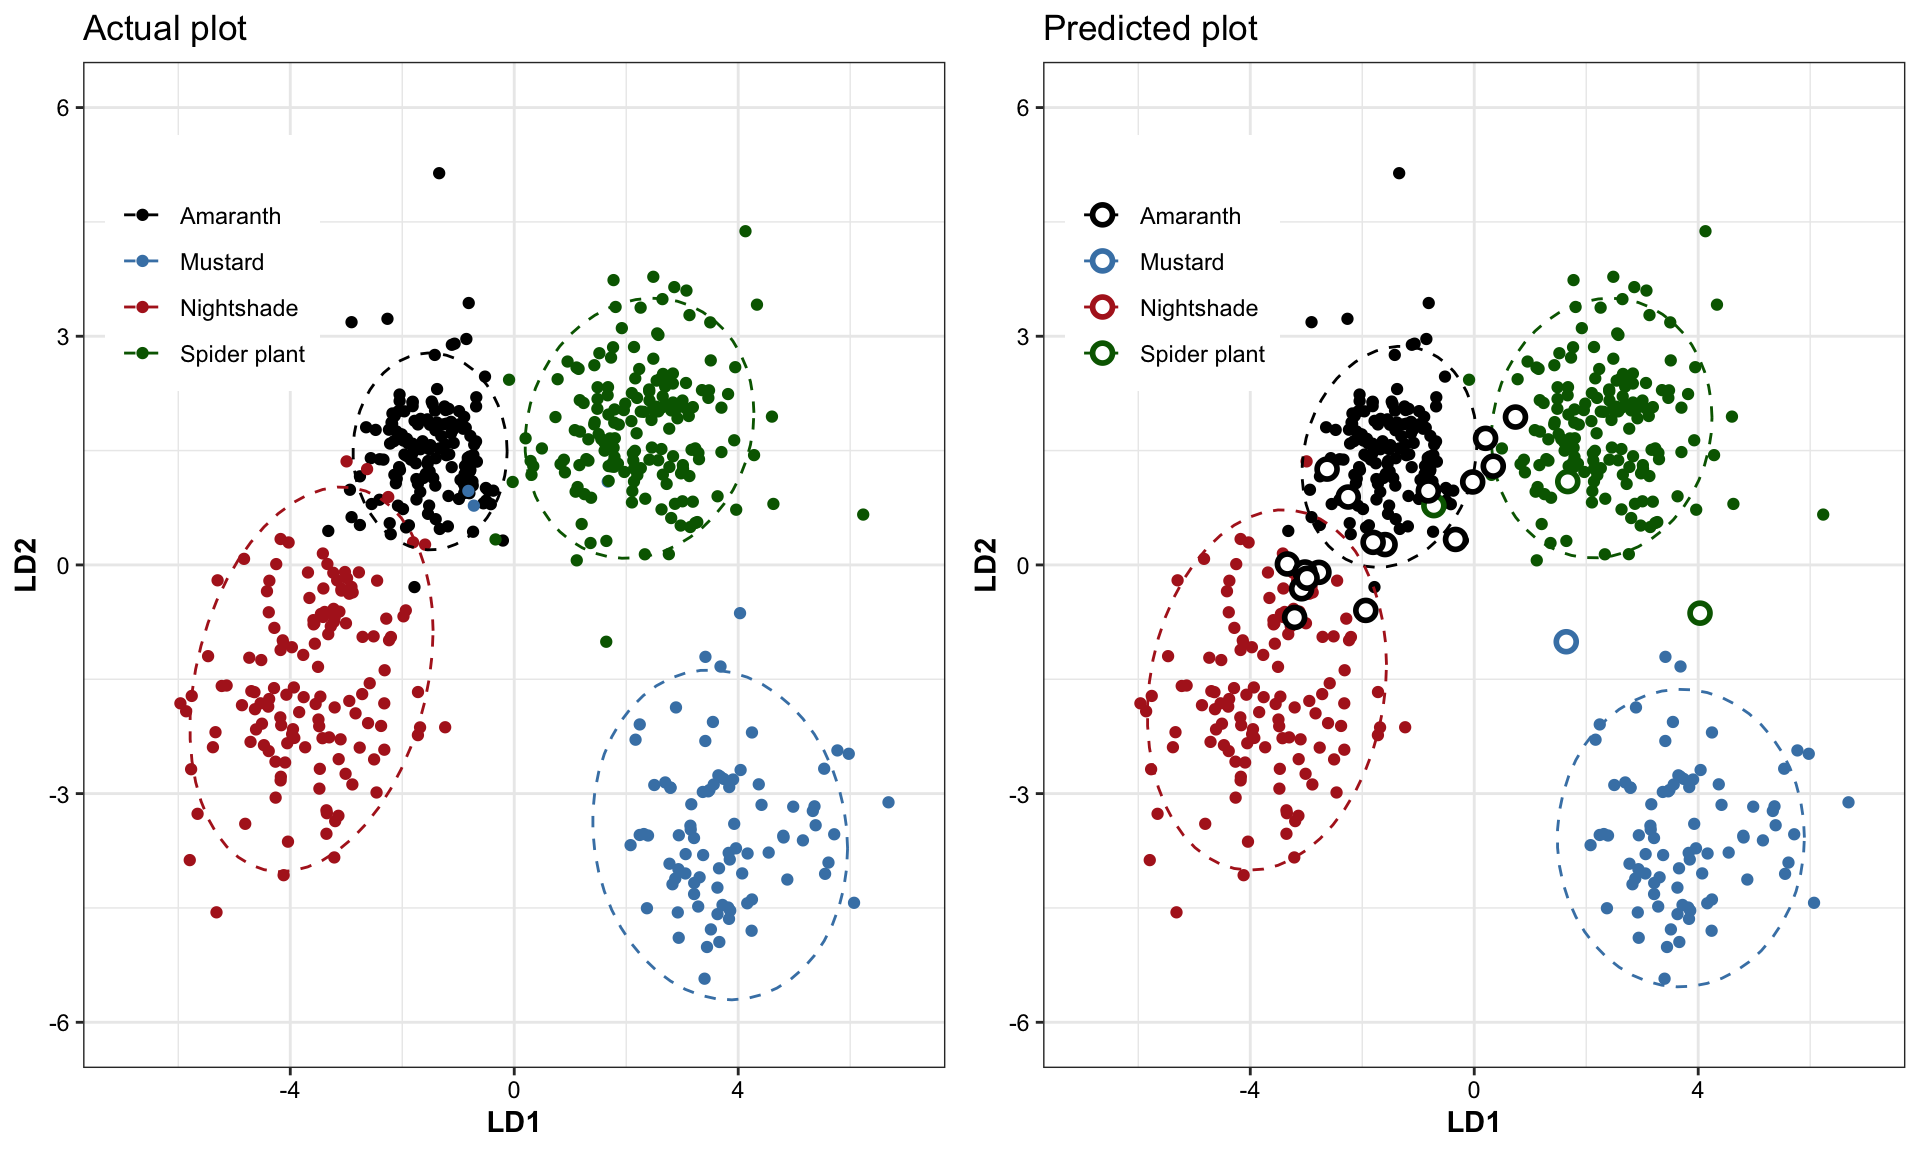 Actual plot
6
3
0
-3
-6
LD2
Amaranth
Mustard
Nightshade
Spider plant
-4
0
4
LD1
Predicted plot
6
3
0
-3
-6
LD2
Amaranth
Mustard
Nightshade
Spider plant
-4
0
4
LD1